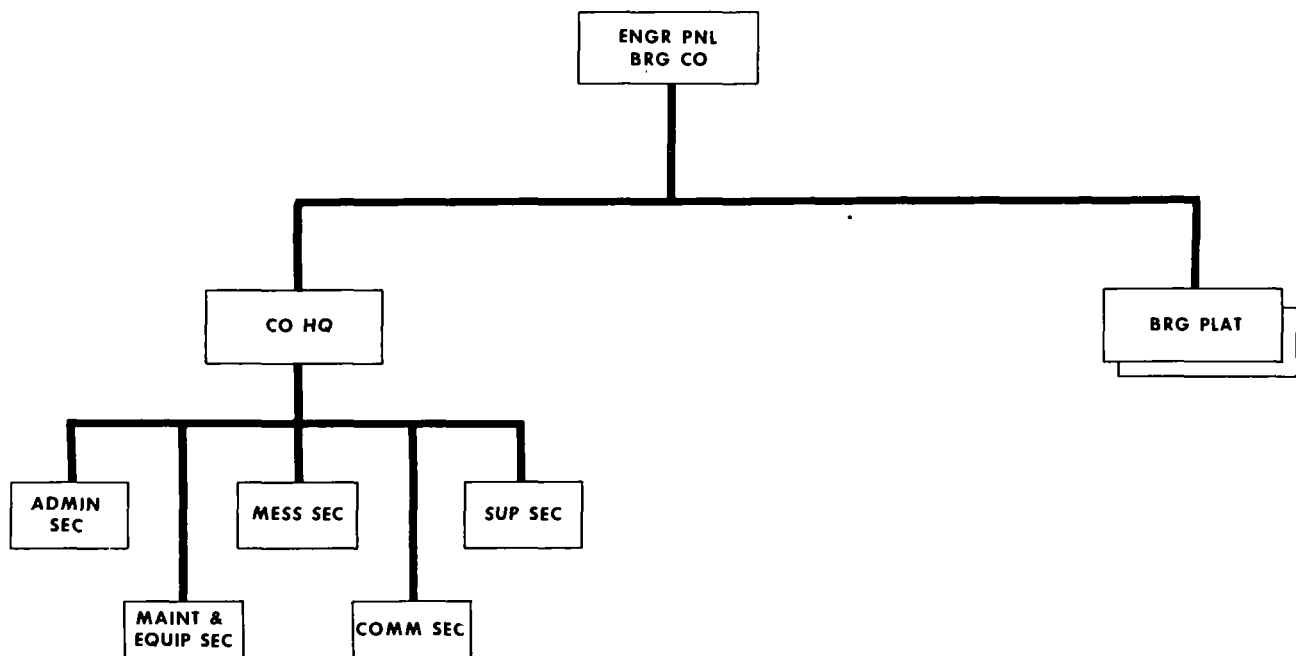 ENGR PNL
BRG CO
CO HQ
BRG PLAT
ADMIN
SEC
MESS SEC
SUP SEC
MAINT &
EQUIP SEC
COMM SEC